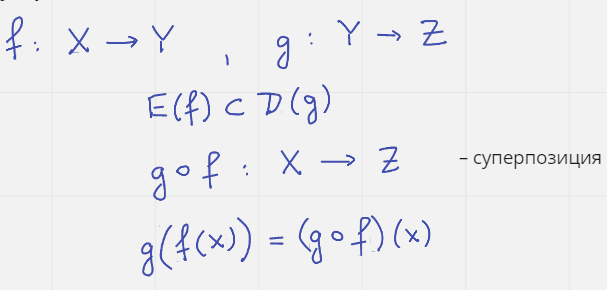 f : X → Y , g : Y → Z
E(f) ⊂ D(g)
g ∘ f : X → Z – суперпозиция
g(f(x)) = (g ∘ f)(x)